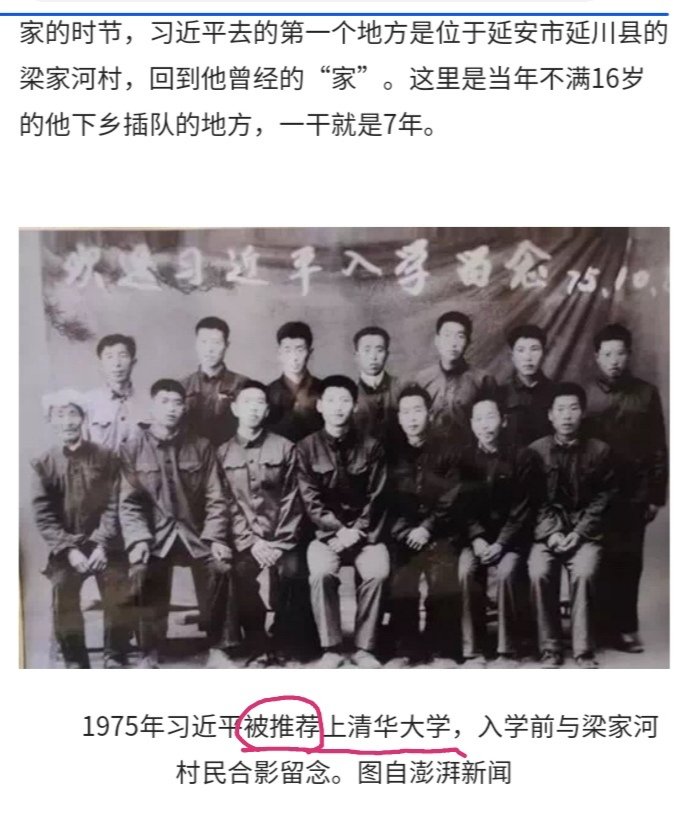 家的时节，习近平去的第一个地方是位于延安市延川县的
梁家河村，回到他曾经的“家”。这里是当年不满16岁
的他下乡插队的地方，一干就是7年。
欢送习近平入学留念 75.10.
1975年习近平被推荐上清华大学，入学前与梁家河
村民合影留念。图自澎湃新闻